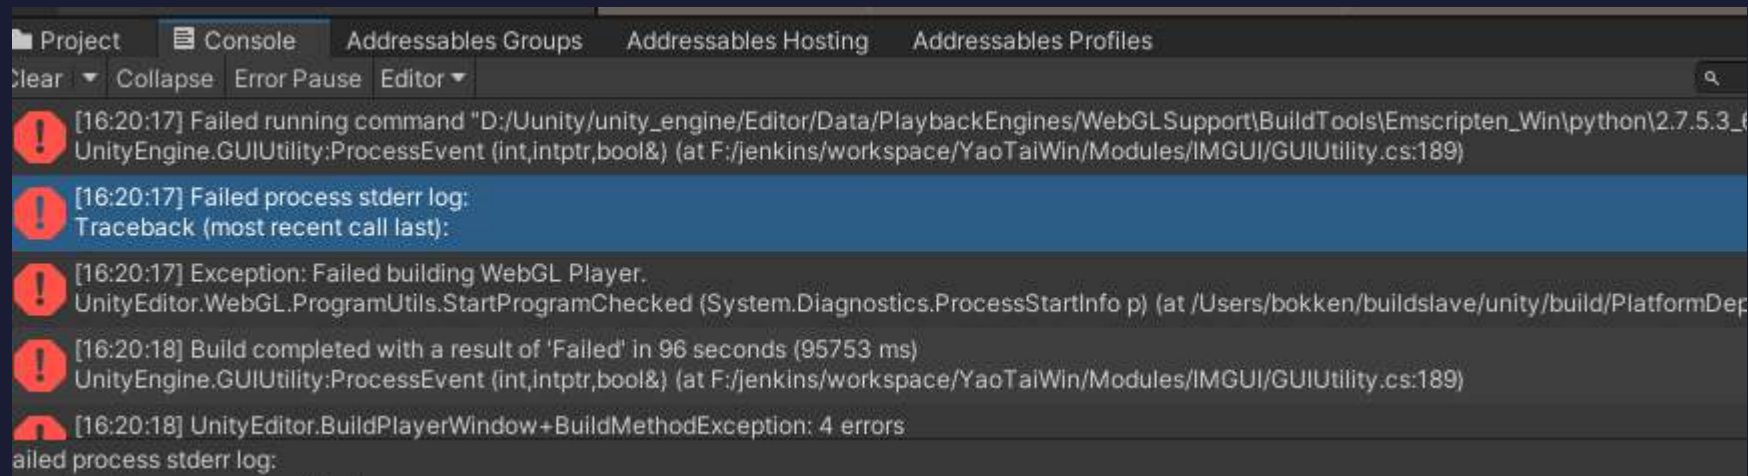 Project Console Addressables Groups Addressables Hosting Addressables Profiles
Clear Collapse Error Pause Editor
[16:20:17] Failed running command "D:/Uunity/unity_engine/Editor/Data/PlaybackEngines/WebGLSupport\BuildTools\Emscripten_Win\python\2.7.5.3_6
UnityEngine.GUIUtility:ProcessEvent (int,intptr,bool&) (at F:/jenkins/workspace/YaoTaiWin/Modules/IMGUI/GUIUtility.cs:189)
[16:20:17] Failed process stderr log:
Traceback (most recent call last):
[16:20:17] Exception: Failed building WebGL Player.
UnityEditor.WebGL.ProgramUtils.StartProgramChecked (System.Diagnostics.ProcessStartInfo p) (at /Users/bokken/buildslave/unity/build/PlatformDep
[16:20:18] Build completed with a result of 'Failed' in 96 seconds (95753 ms)
UnityEngine.GUIUtility:ProcessEvent (int,intptr,bool&) (at F:/jenkins/workspace/YaoTaiWin/Modules/IMGUI/GUIUtility.cs:189)
[16:20:18] UnityEditor.BuildPlayerWindow+BuildMethodException: 4 errors
ailed process stderr log: